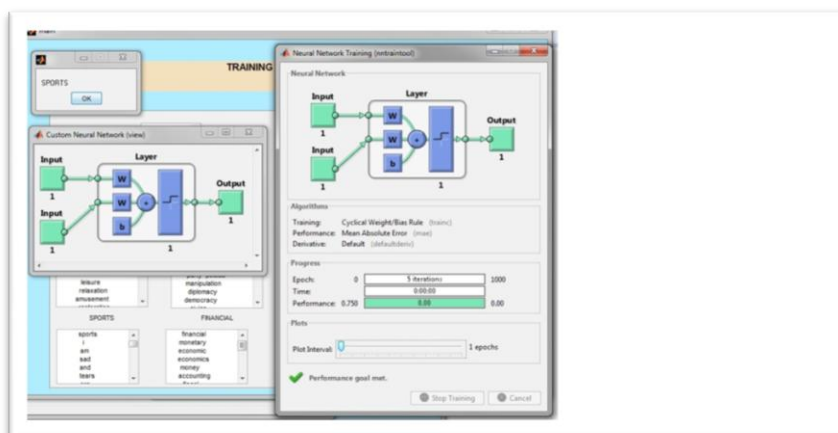 main
TRAINING
SPORTS
OK
Custom Neural Network (view)
Input
Layer
W
Output
1
Input
W
b
1
1
1
leisure
relaxation
amusement
manipulation
diplomacy
democracy
SPORTS
FINANCIAL
sports
i
am
sad
and
tears
financial
monetary
economic
economics
money
accounting
Neural Network Training (nntraintool)
Neural Network
Input
Layer
W
Output
1
Input
W
b
1
1
1
Algorithms
Training: Cyclical Weight/Bias Rule (trainc)
Performance: Mean Absolute Error (mae)
Derivative: Default (defaultderiv)
Progress
Epoch: 0 5 iterations 1000
Time: 0:00:00
Performance: 0.750 0.00 0.00
Plots
Plot Interval: 1 epochs
Performance goal met.
Stop Training Cancel